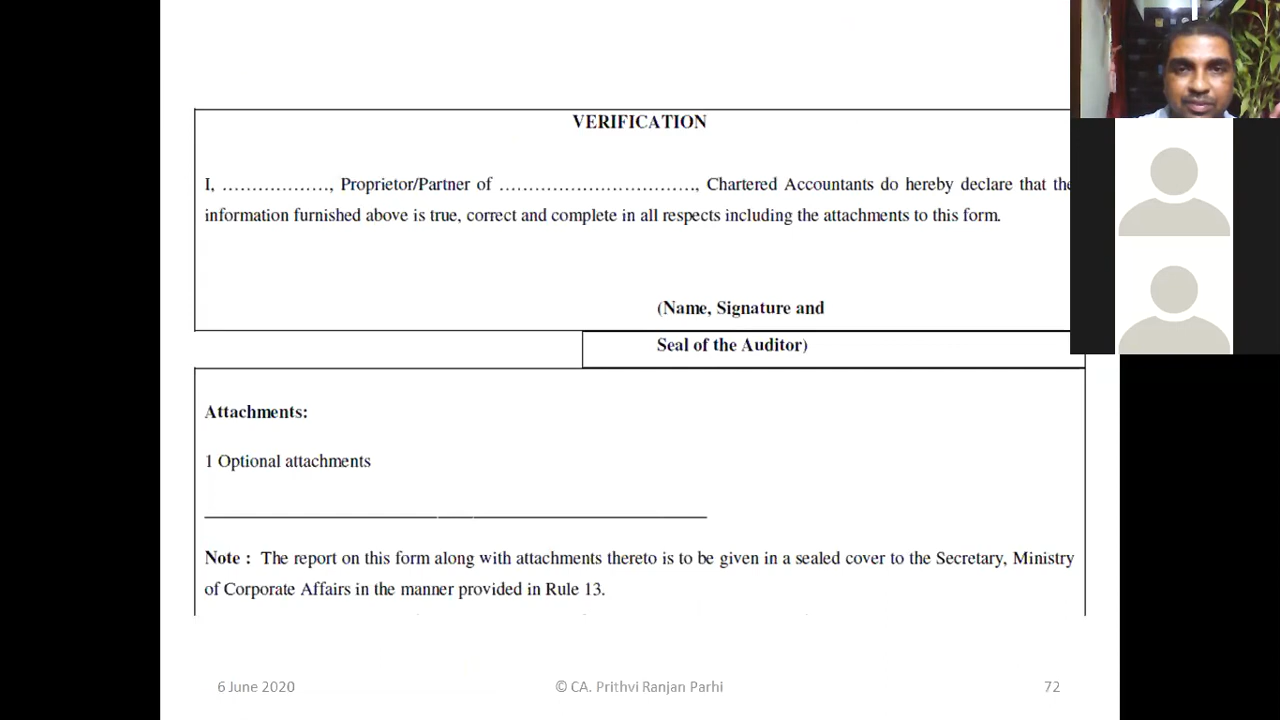 VERIFICATION
I, ………………, Proprietor/Partner of ……………………………, Chartered Accountants do hereby declare that the
information furnished above is true, correct and complete in all respects including the attachments to this form.
(Name, Signature and
Seal of the Auditor)
Attachments:
1 Optional attachments
Note : The report on this form along with attachments thereto is to be given in a sealed cover to the Secretary, Ministry
of Corporate Affairs in the manner provided in Rule 13.
6 June 2020
© CA. Prithvi Ranjan Parhi
72